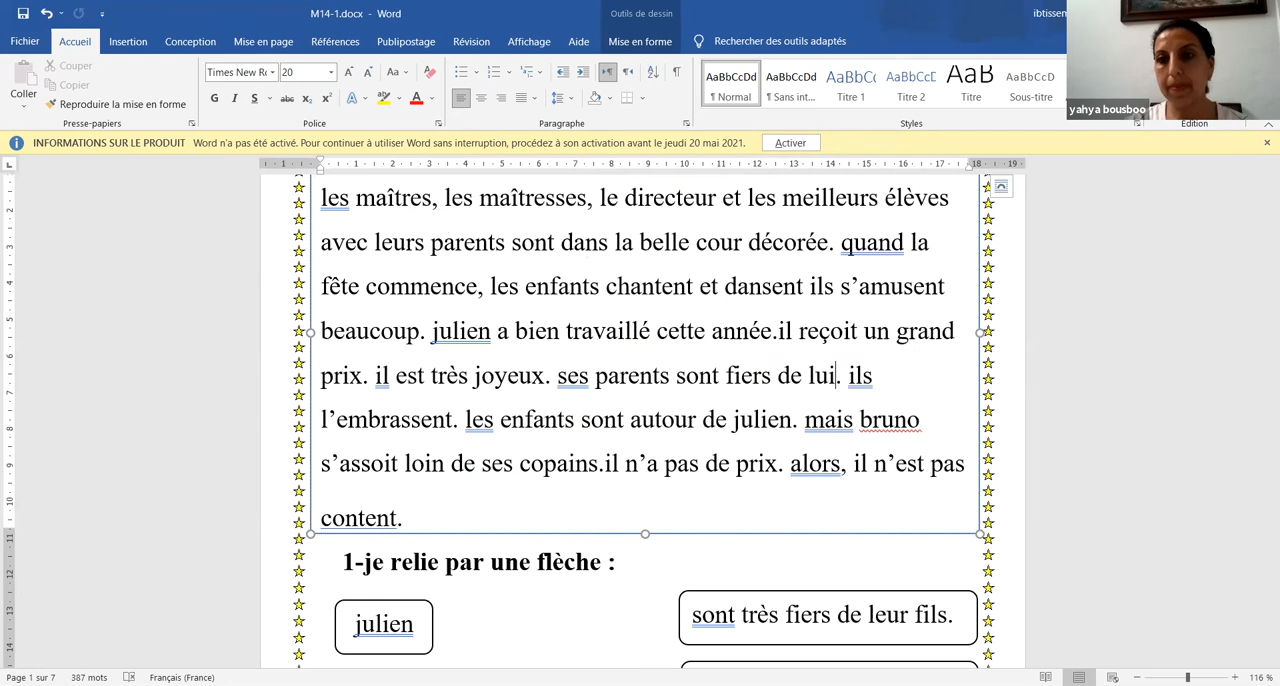 M14-1.docx - Word
Outils de dessin
ibtissem
Fichier Accueil Insertion Conception Mise en page Références Publipostage Révision Affichage Aide Mise en forme Rechercher des outils adaptés
Coller
Couper
Copier
Reproduire la mise en forme
Times New Ro 20
AaBbCcDd AaBbCcDd AaBbCc AaBbCcD AaB AaBbCcD
¶ Normal ¶ Sans int... Titre 1 Titre 2 Titre Sous-titre
yahya bousboo
Presse-papiers Police Paragraphe Styles Édition
INFORMATIONS SUR LE PRODUIT Word n'a pas été activé. Pour continuer à utiliser Word sans interruption, procédez à son activation avant le jeudi 20 mai 2021. Activer
les maîtres, les maîtresses, le directeur et les meilleurs élèves
avec leurs parents sont dans la belle cour décorée. quand la
fête commence, les enfants chantent et dansent ils s’amusent
beaucoup. julien a bien travaillé cette année.il reçoit un grand
prix. il est très joyeux. ses parents sont fiers de lui. ils
l’embrassent. les enfants sont autour de julien. mais bruno
s’assoit loin de ses copains.il n’a pas de prix. alors, il n’est pas
content.
1-je relie par une flèche :
julien
sont très fiers de leur fils.
Page 1 sur 7 387 mots Français (France) 116 %